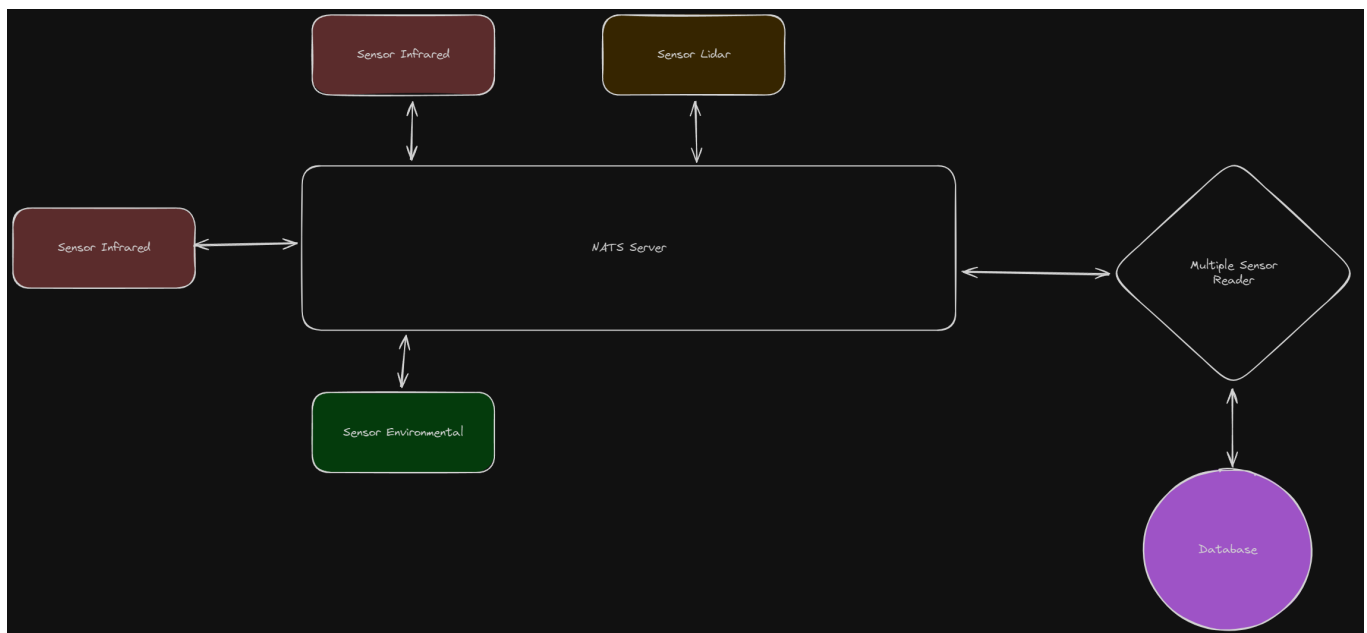 Sensor Infrared
Sensor Lidar
Sensor Infrared
NATS Server
Multiple Sensor
Reader
Sensor Environmental
Database